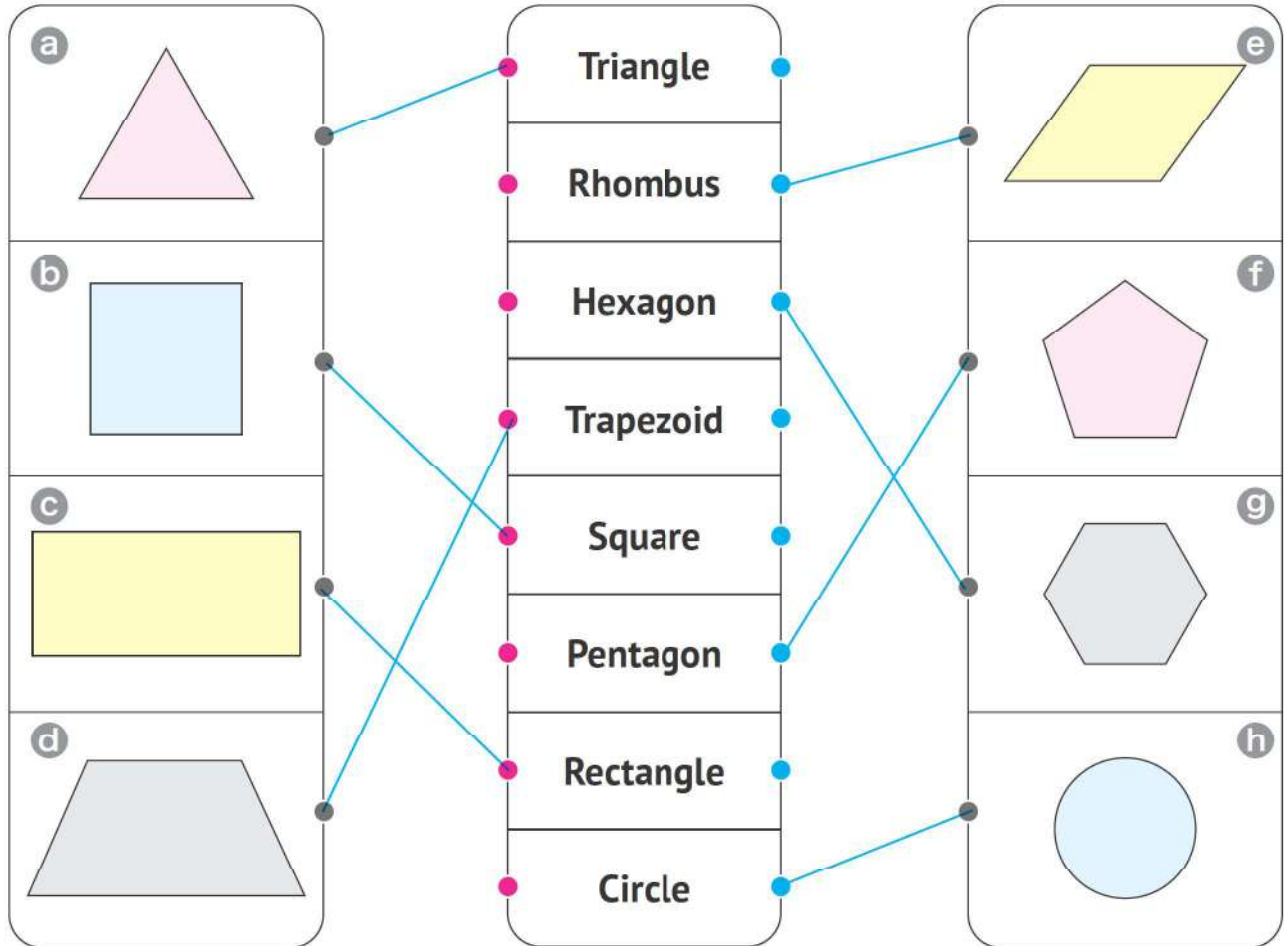 a
b
c
d
Triangle
Rhombus
Hexagon
Trapezoid
Square
Pentagon
Rectangle
Circle
e
f
g
h